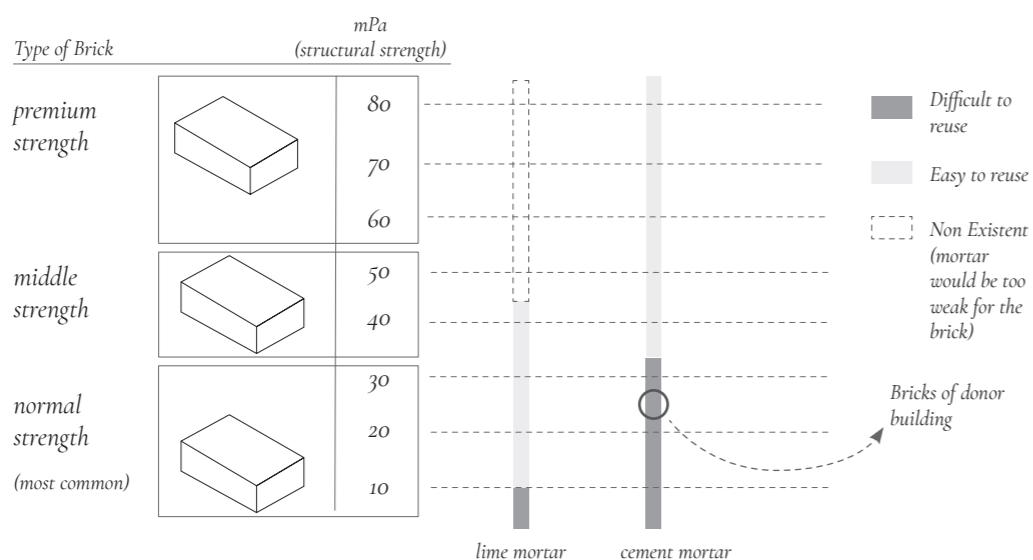 Type of Brick
mPa
(structural strength)
premium
strength
80
70
60
middle
strength
50
40
normal
strength
(most common)
30
20
10
lime mortar
cement mortar
Difficult to
reuse
Easy to reuse
Non Existent
(mortar
would be too
weak for the
brick)
Bricks of donor
building